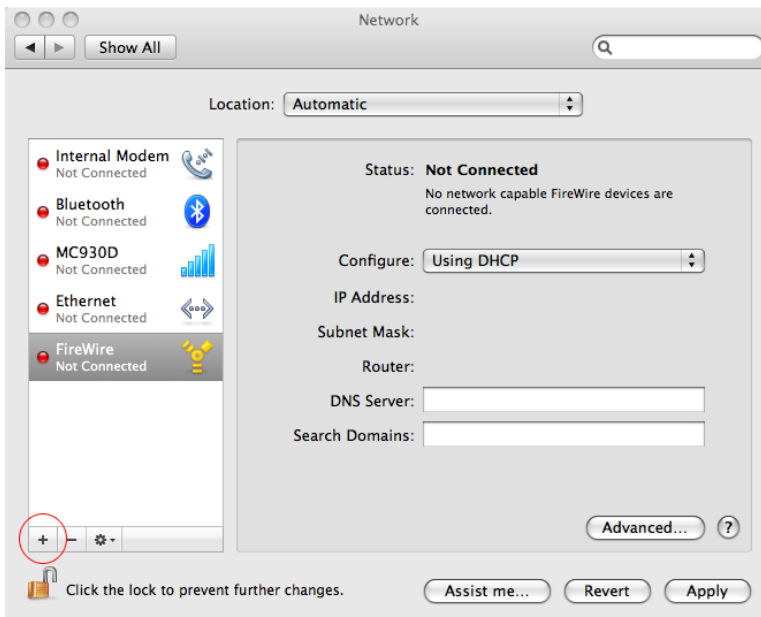 Network
Show All
Location: Automatic
Internal Modem
Not Connected
Bluetooth
Not Connected
MC930D
Not Connected
Ethernet
Not Connected
FireWire
Not Connected
Status: Not Connected
No network capable FireWire devices are
connected.
Configure: Using DHCP
IP Address:
Subnet Mask:
Router:
DNS Server:
Search Domains:
Advanced... ?
+ −
Click the lock to prevent further changes.
Assist me... Revert Apply